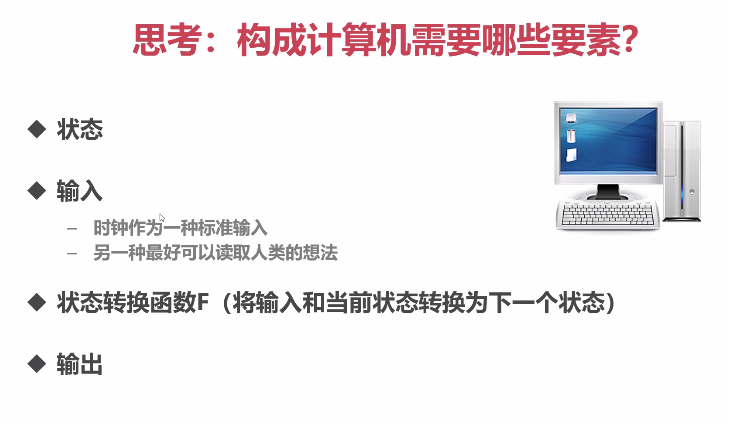 思考：构成计算机需要哪些要素?
◆ 状态
◆ 输入
– 时钟作为一种标准输入
– 另一种最好可以读取人类的想法
◆ 状态转换函数F（将输入和当前状态转换为下一个状态）
◆ 输出